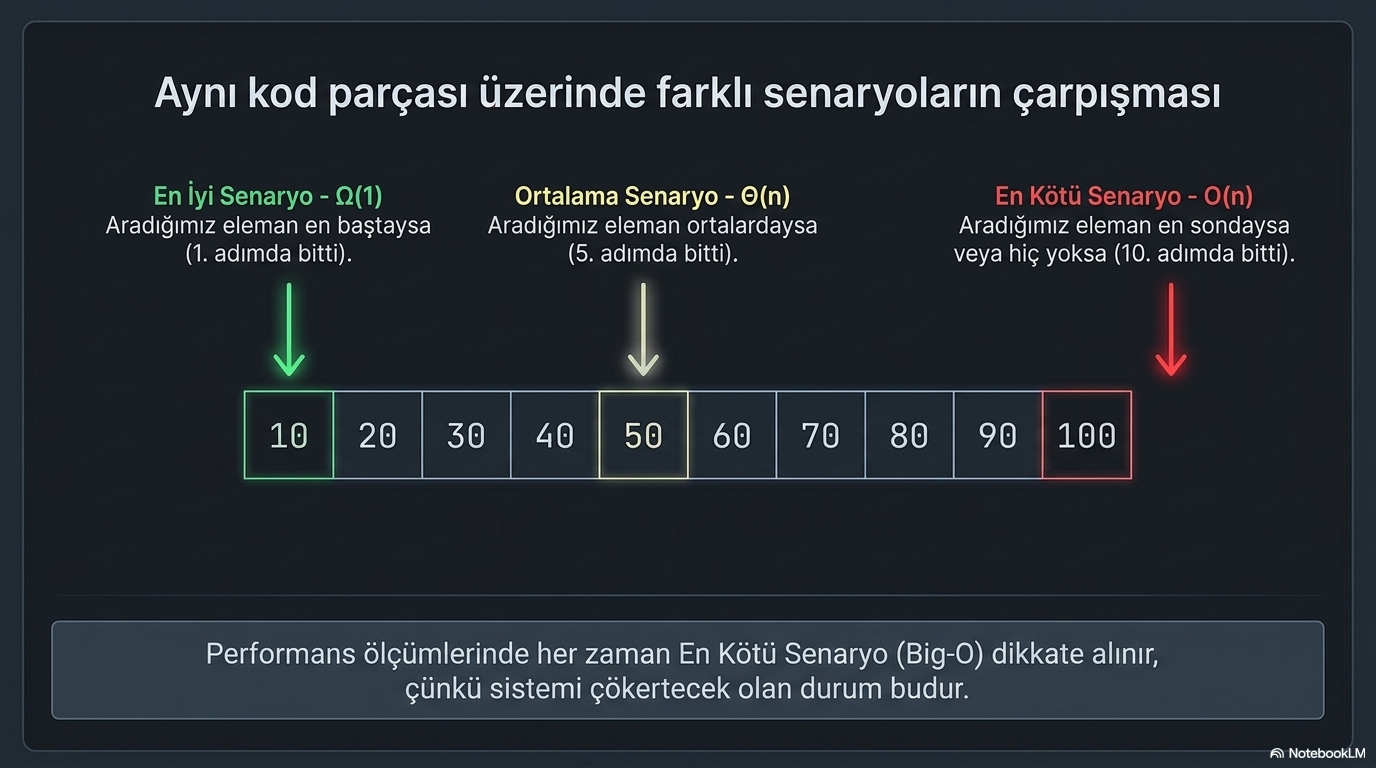 Aynı kod parçası üzerinde farklı senaryoların çarpışması
En İyi Senaryo - Ω(1)
Aradığımız eleman en baştaysa
(1. adımda bitti).
Ortalama Senaryo - Θ(n)
Aradığımız eleman ortalardaysa
(5. adımda bitti).
En Kötü Senaryo - O(n)
Aradığımız eleman en sondaysa
veya hiç yoksa (10. adımda bitti).
10 20 30 40 50 60 70 80 90 100
Performans ölçümlerinde her zaman En Kötü Senaryo (Big-O) dikkate alınır,
çünkü sistemi çökertecek olan durum budur.
NotebookLM